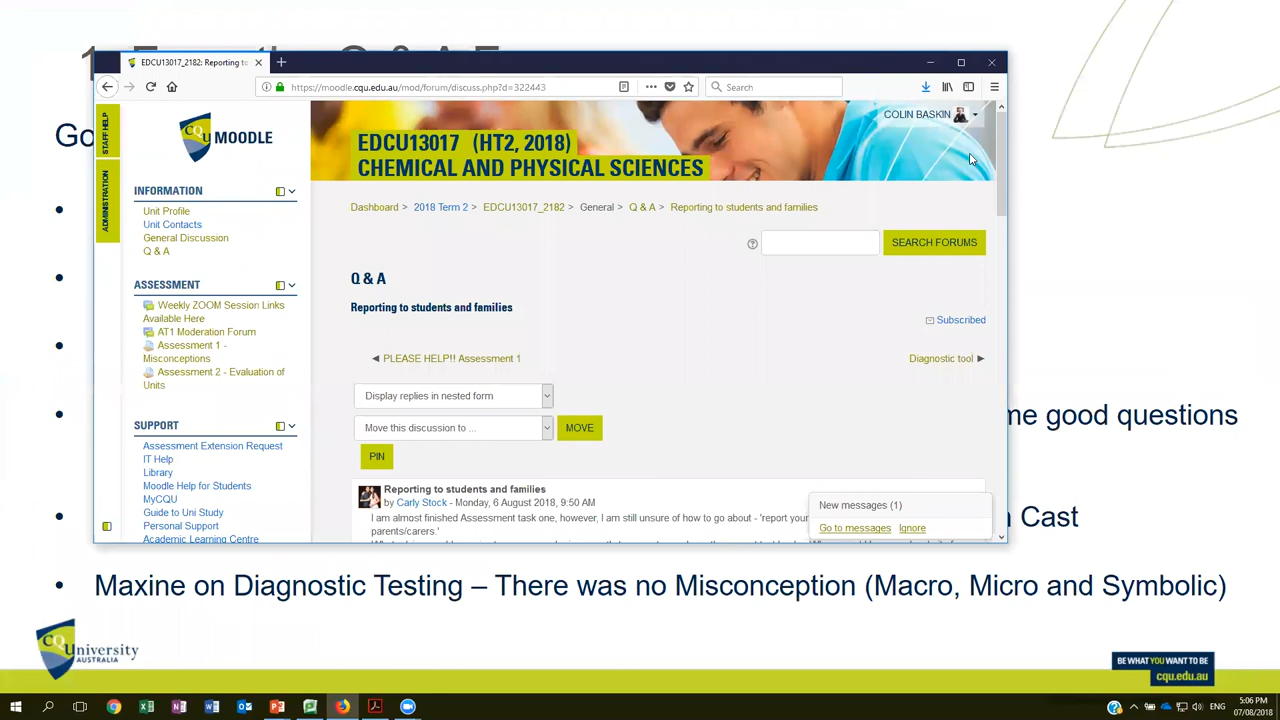 EDCU13017_2182: Reporting to
https://moodle.cqu.edu.au/mod/forum/discuss.php?d=322443
Search
STAFF HELP
ADMINISTRATION
CQU MOODLE
COLIN BASKIN
EDCU13017 (HT2, 2018)
CHEMICAL AND PHYSICAL SCIENCES
INFORMATION
Unit Profile
Unit Contacts
General Discussion
Q & A
ASSESSMENT
Weekly ZOOM Session Links
Available Here
AT1 Moderation Forum
Assessment 1 -
Misconceptions
Assessment 2 - Evaluation of
Units
SUPPORT
Assessment Extension Request
IT Help
Library
Moodle Help for Students
MyCQU
Guide to Uni Study
Personal Support
Academic Learning Centre
Dashboard > 2018 Term 2 > EDCU13017_2182 > General > Q & A > Reporting to students and families
SEARCH FORUMS
Q & A
Reporting to students and families
Subscribed
◄ PLEASE HELP!! Assessment 1
Diagnostic tool ►
Display replies in nested form
Move this discussion to ...
MOVE
PIN
Reporting to students and families
by Carly Stock - Monday, 6 August 2018, 9:50 AM
I am almost finished Assessment task one, however, I am still unsure of how to go about - 'report your
parents/carers.'
New messages (1)
Go to messages Ignore
Go
me good questions
Cast
• Maxine on Diagnostic Testing – There was no Misconception (Macro, Micro and Symbolic)
CQUniversity
AUSTRALIA
BE WHAT YOU WANT TO BE
cqu.edu.au
ENG
5:06 PM
07/08/2018